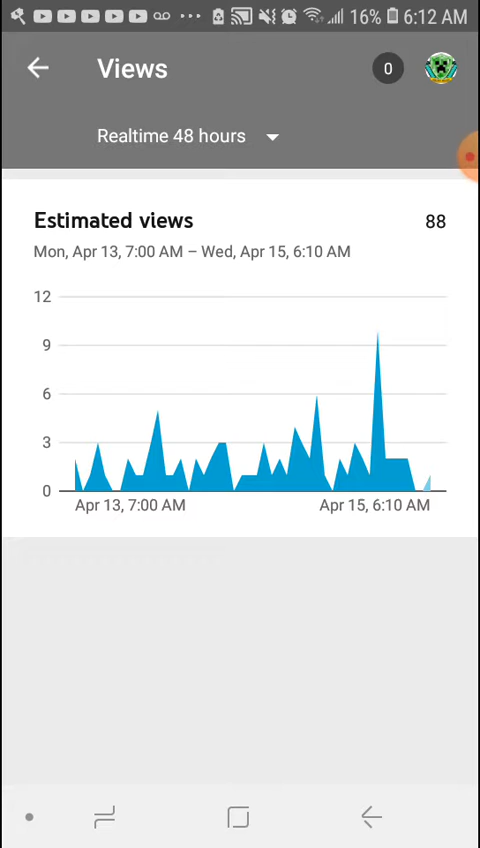 16% 6:12 AM
Views 0
Realtime 48 hours
Estimated views 88
Mon, Apr 13, 7:00 AM – Wed, Apr 15, 6:10 AM
12
9
6
3
0
Apr 13, 7:00 AM Apr 15, 6:10 AM